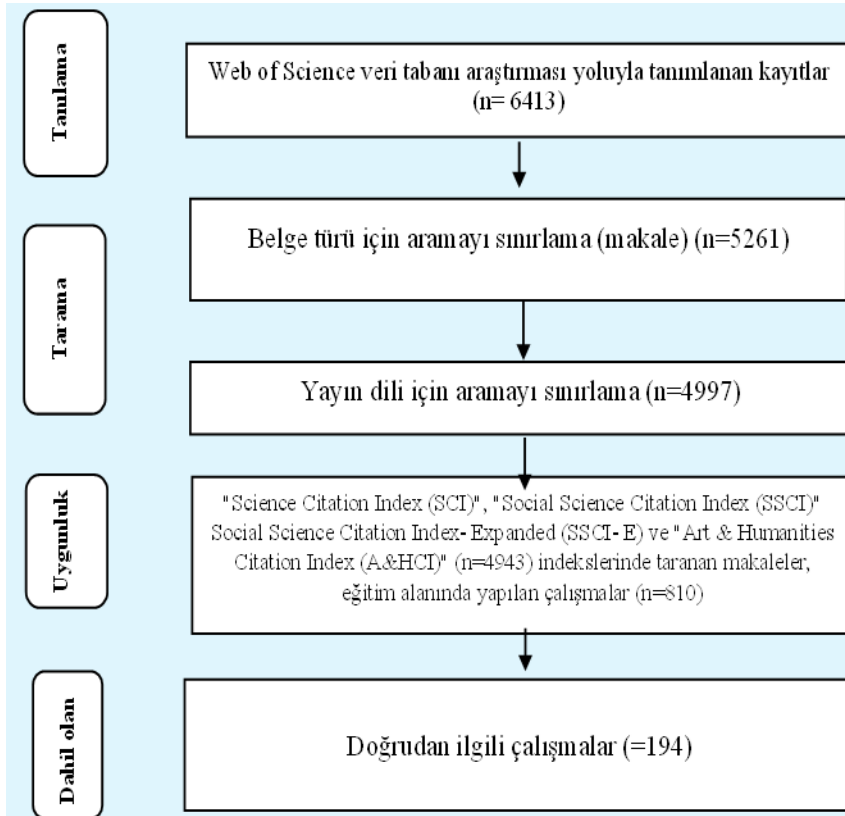 Tanılama
Web of Science veri tabanı araştırması yoluyla tanımlanan kayıtlar
(n= 6413)
Tarama
Belge türü için aramayı sınırlama (makale) (n=5261)
Yayın dili için aramayı sınırlama (n=4997)
Uygunluk
"Science Citation Index (SCI)", "Social Science Citation Index (SSCI)"
Social Science Citation Index- Expanded (SSCI- E) ve "Art & Humanities
Citation Index (A&HCI)" (n=4943) indekslerinde taranan makaleler,
eğitim alanında yapılan çalışmalar (n=810)
Dahil olan
Doğrudan ilgili çalışmalar (=194)